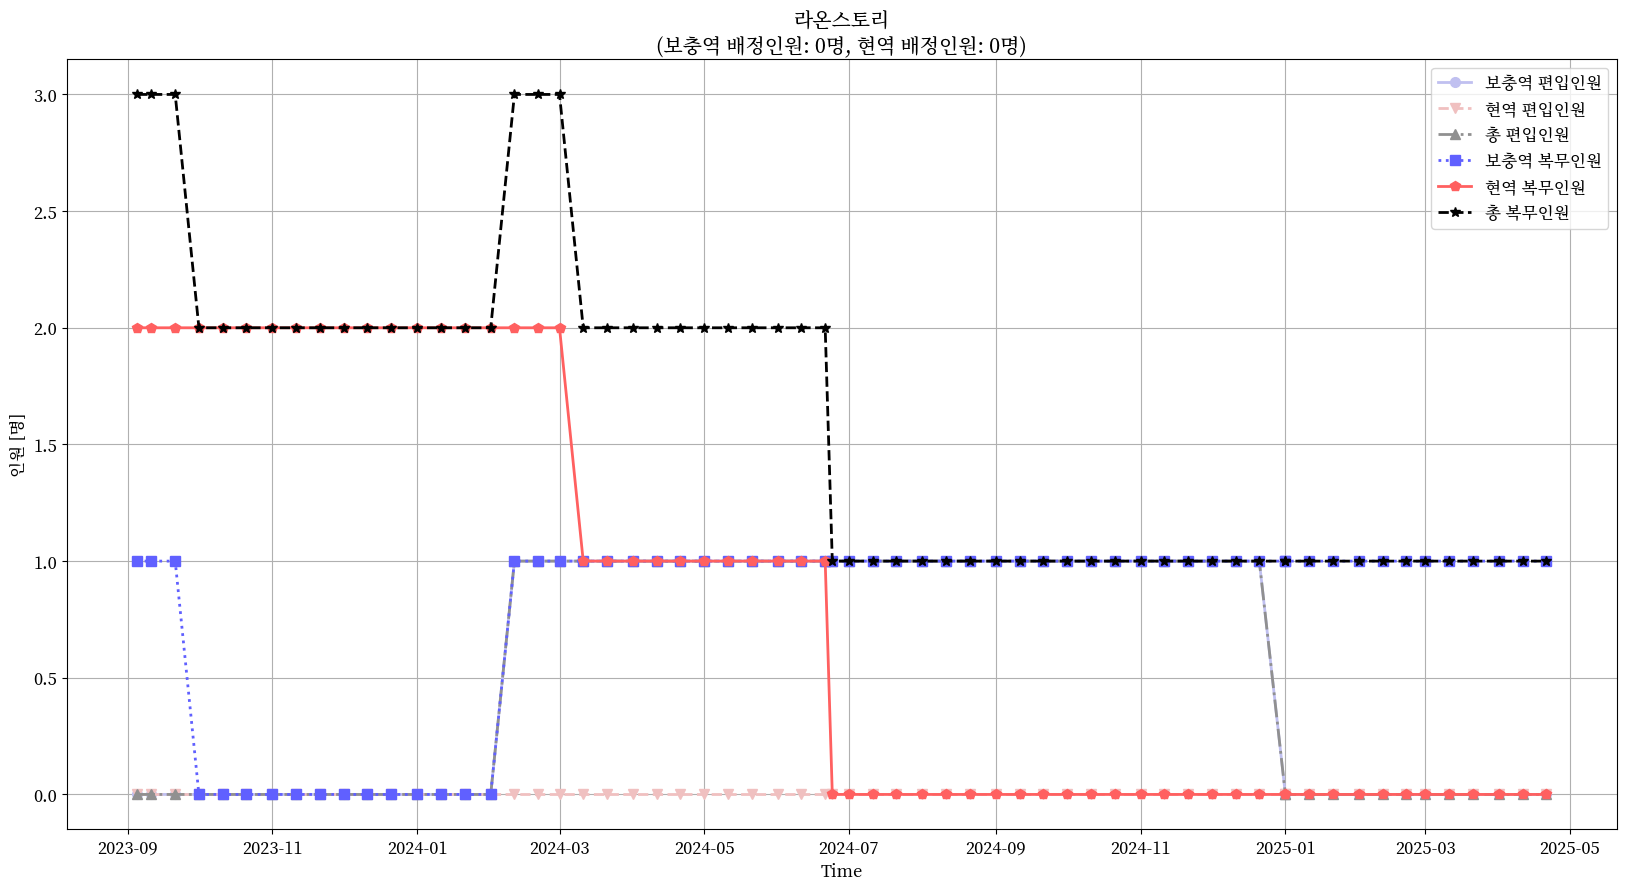 라온스토리
(보충역 배정인원: 0명, 현역 배정인원: 0명)
보충역 편입인원
현역 편입인원
총 편입인원
보충역 복무인원
현역 복무인원
총 복무인원
3.0
2.5
2.0
1.5
1.0
0.5
0.0
인원 [명]
2023-09
2023-11
2024-01
2024-03
2024-05
2024-07
2024-09
2024-11
2025-01
2025-03
2025-05
Time